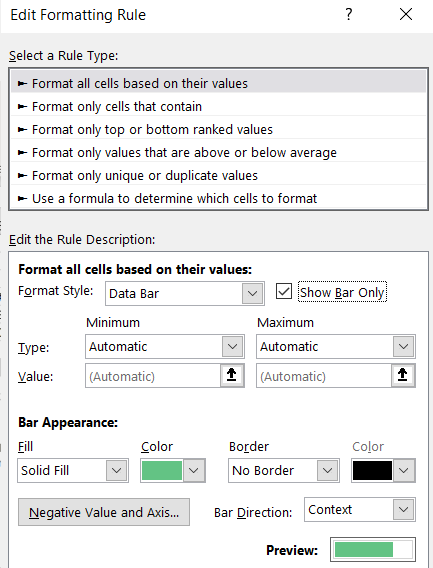 Edit Formatting Rule ? ×
Select a Rule Type:
► Format all cells based on their values
► Format only cells that contain
► Format only top or bottom ranked values
► Format only values that are above or below average
► Format only unique or duplicate values
► Use a formula to determine which cells to format
Edit the Rule Description:
Format all cells based on their values:
Format Style: Data Bar Show Bar Only
Minimum Maximum
Type: Automatic Automatic
Value: (Automatic) (Automatic)
Bar Appearance:
Fill Color Border Color
Solid Fill No Border
Negative Value and Axis... Bar Direction: Context
Preview: